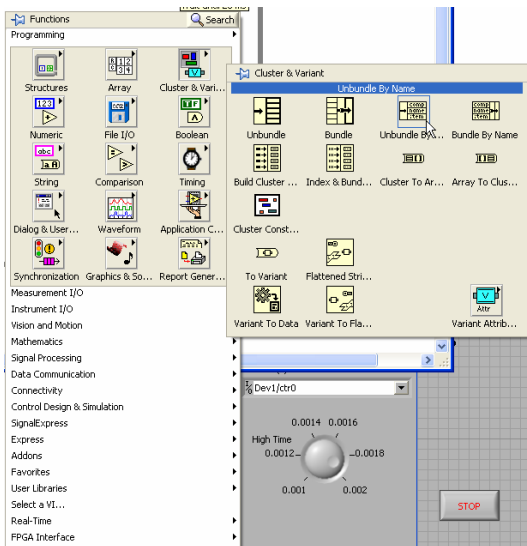 Functions
Search
Programming
Structures
Array
Cluster & Vari...
Numeric
File I/O
Boolean
String
Comparison
Timing
Dialog & User...
Waveform
Application C...
Synchronization
Graphics & So...
Report Gener...
Measurement I/O
Instrument I/O
Vision and Motion
Mathematics
Signal Processing
Data Communication
Connectivity
Control Design & Simulation
SignalExpress
Express
Addons
Favorites
User Libraries
Select a VI...
Real-Time
FPGA Interface
Cluster & Variant
Unbundle By Name
Unbundle
Bundle
Unbundle By...
Bundle By Name
Build Cluster ...
Index & Bund...
Cluster To Ar...
Array To Clus...
Cluster Const...
To Variant
Flattened Stri...
Variant To Data
Variant To Fla...
Attr
Variant Attrib...
Dev1/ctr0
0.0014 0.0016
High Time
0.0012
0.0018
0.001
0.002
STOP